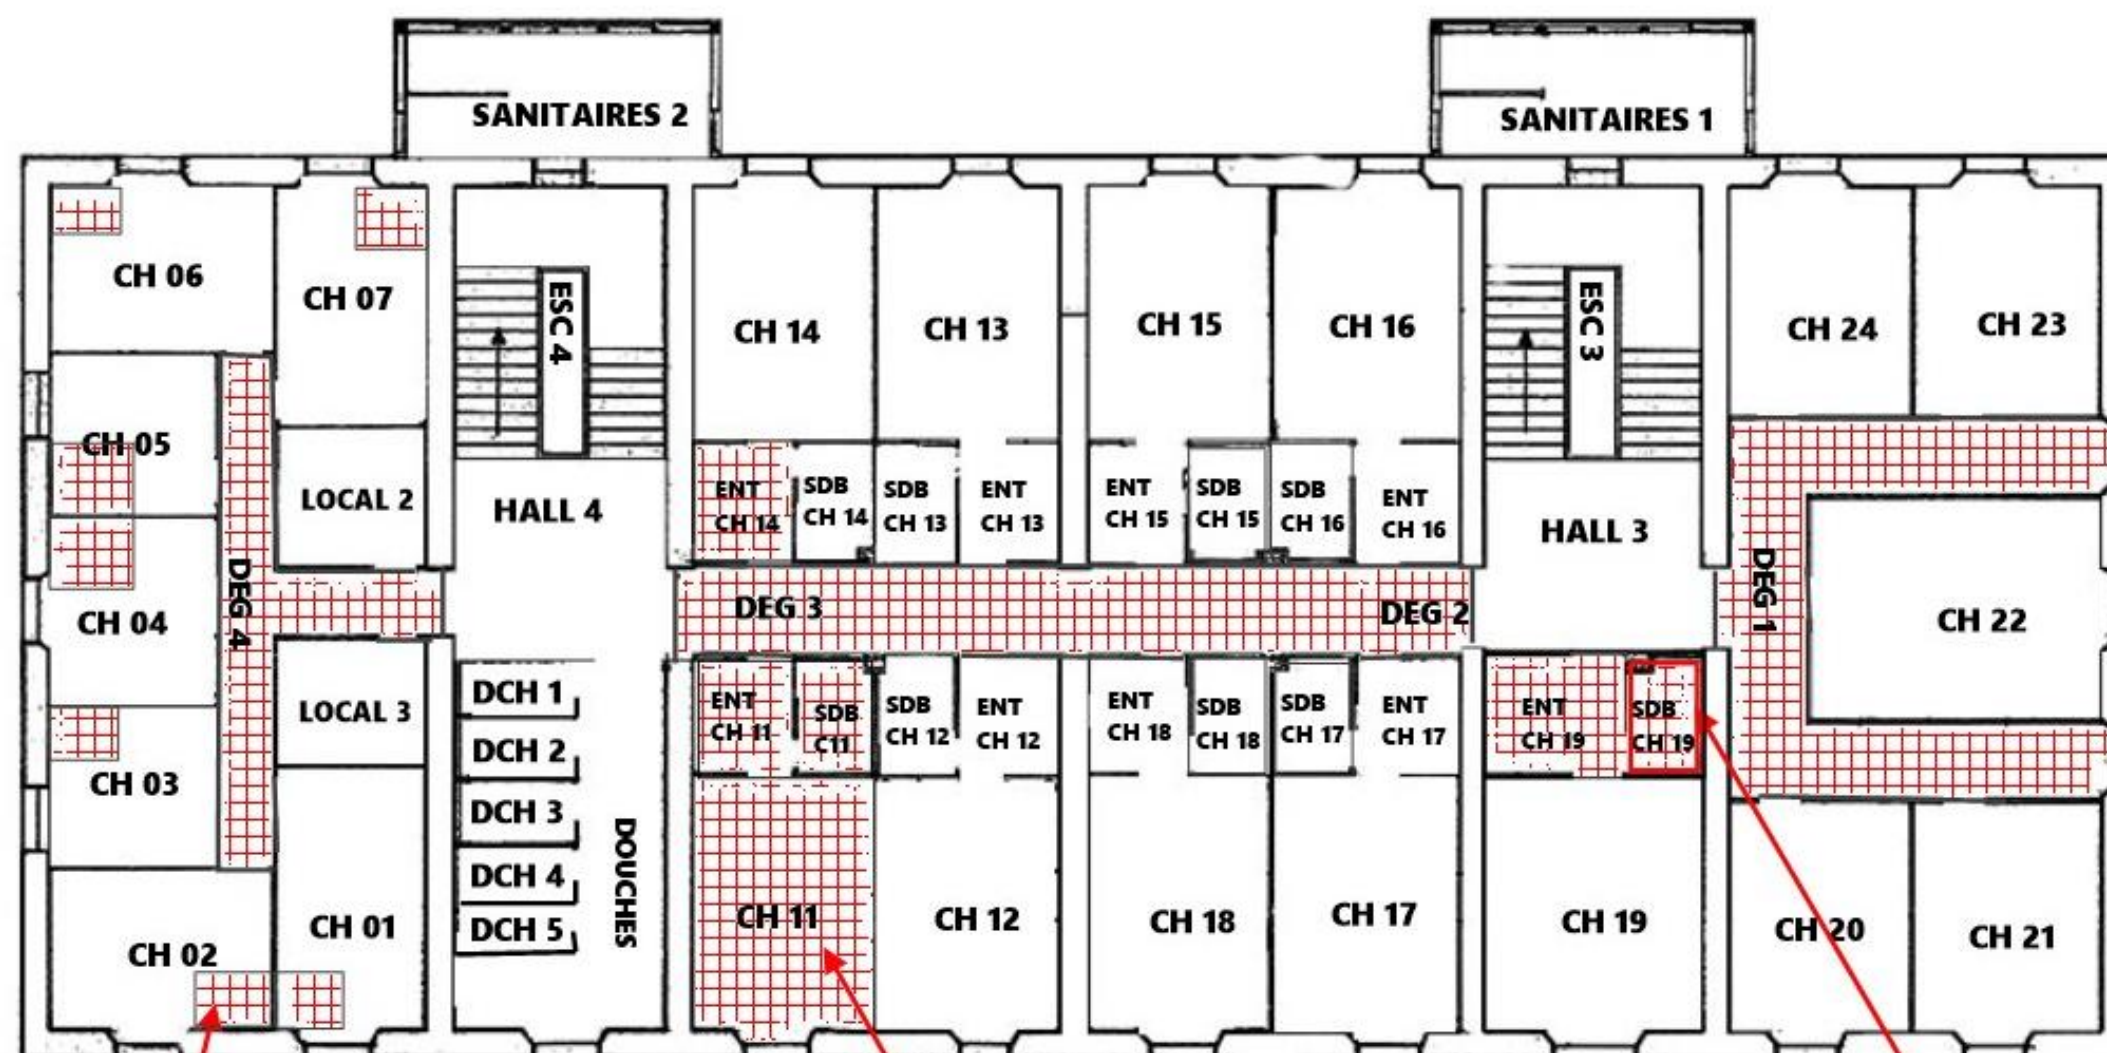 SANITAIRES 2
SANITAIRES 1
CH 06
CH 07
ESC 4
CH 14
CH 13
CH 15
CH 16
ESC 3
CH 24
CH 23
CH 05
LOCAL 2
HALL 4
ENT
CH 14
SDB
CH 14
SDB
CH 13
ENT
CH 13
ENT
CH 15
SDB
CH 15
SDB
CH 16
ENT
CH 16
HALL 3
CH 04
DEG 4
DEG 3
DEG 2
DEG 1
CH 22
LOCAL 3
DCH 1
DCH 2
DCH 3
DCH 4
DCH 5
DOUCHES
ENT
CH 11
SDB
C11
SDB
CH 12
ENT
CH 12
ENT
CH 18
SDB
CH 18
SDB
CH 17
ENT
CH 17
ENT
CH 19
SDB
CH 19
CH 03
CH 02
CH 01
CH 11
CH 12
CH 18
CH 17
CH 19
CH 20
CH 21